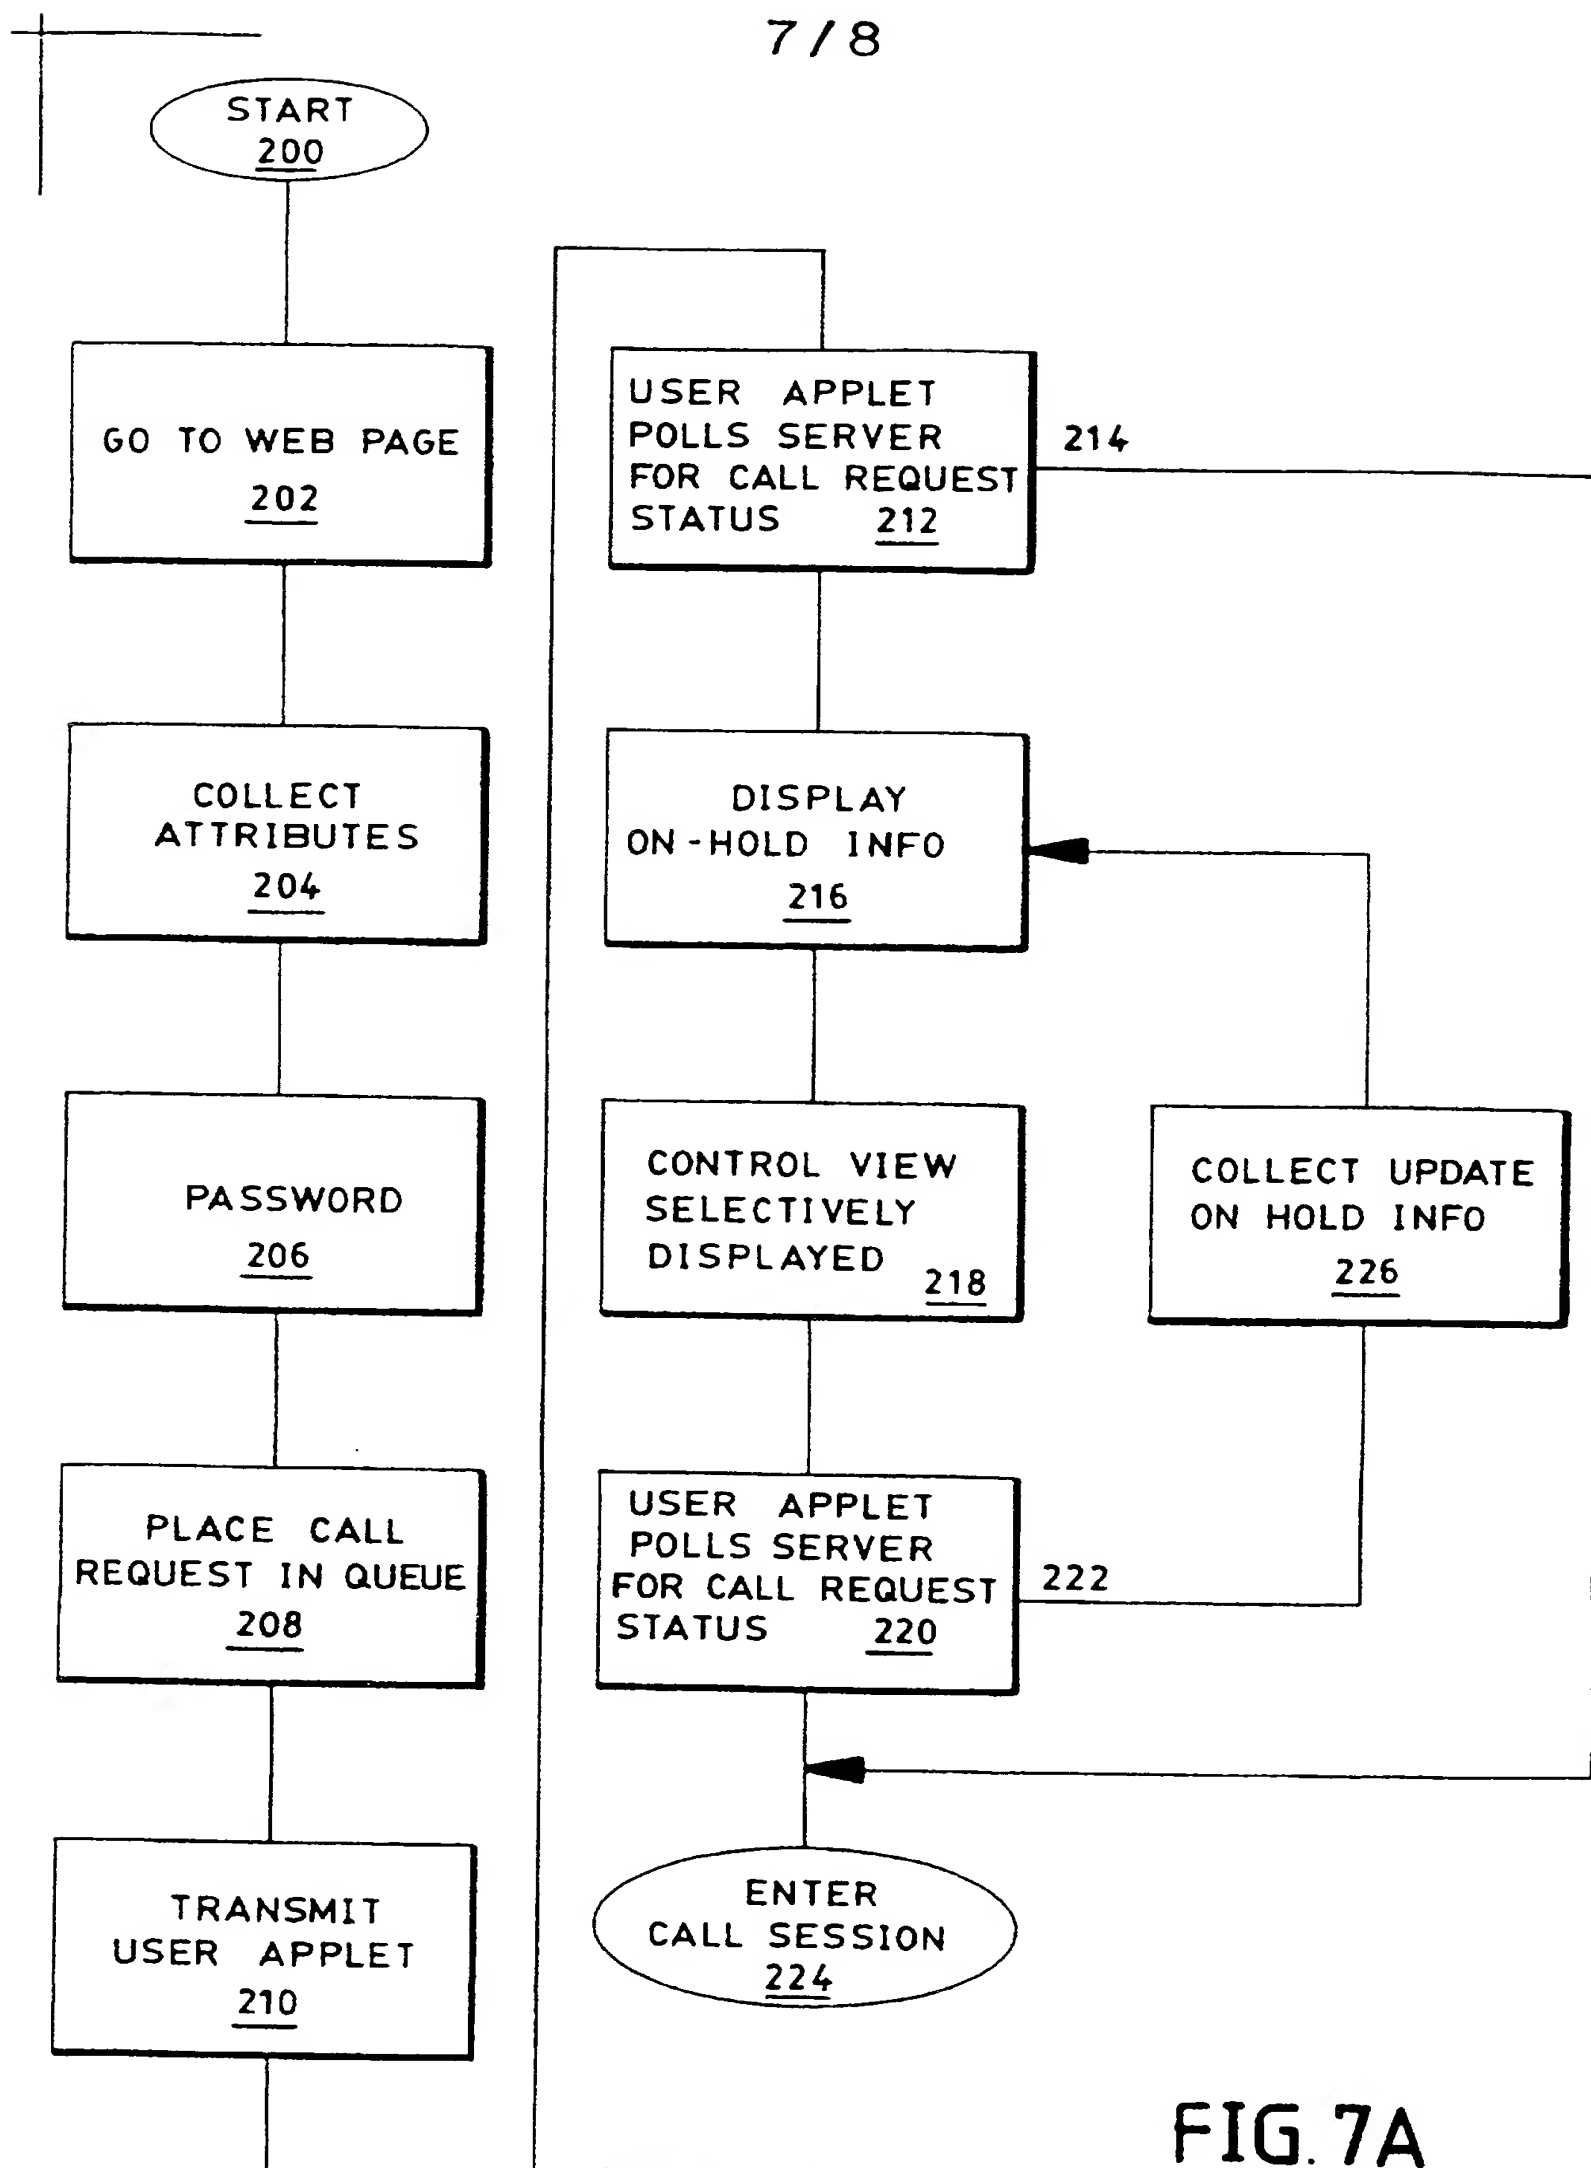 7/8
START
200
GO TO WEB PAGE
202
COLLECT
ATTRIBUTES
204
PASSWORD
206
PLACE CALL
REQUEST IN QUEUE
208
TRANSMIT
USER APPLET
210
USER APPLET
POLLS SERVER
FOR CALL REQUEST
STATUS 212
214
DISPLAY
ON-HOLD INFO
216
CONTROL VIEW
SELECTIVELY
DISPLAYED 218
USER APPLET
POLLS SERVER
FOR CALL REQUEST
STATUS 220
222
COLLECT UPDATE
ON HOLD INFO
226
ENTER
CALL SESSION
224
FIG. 7A